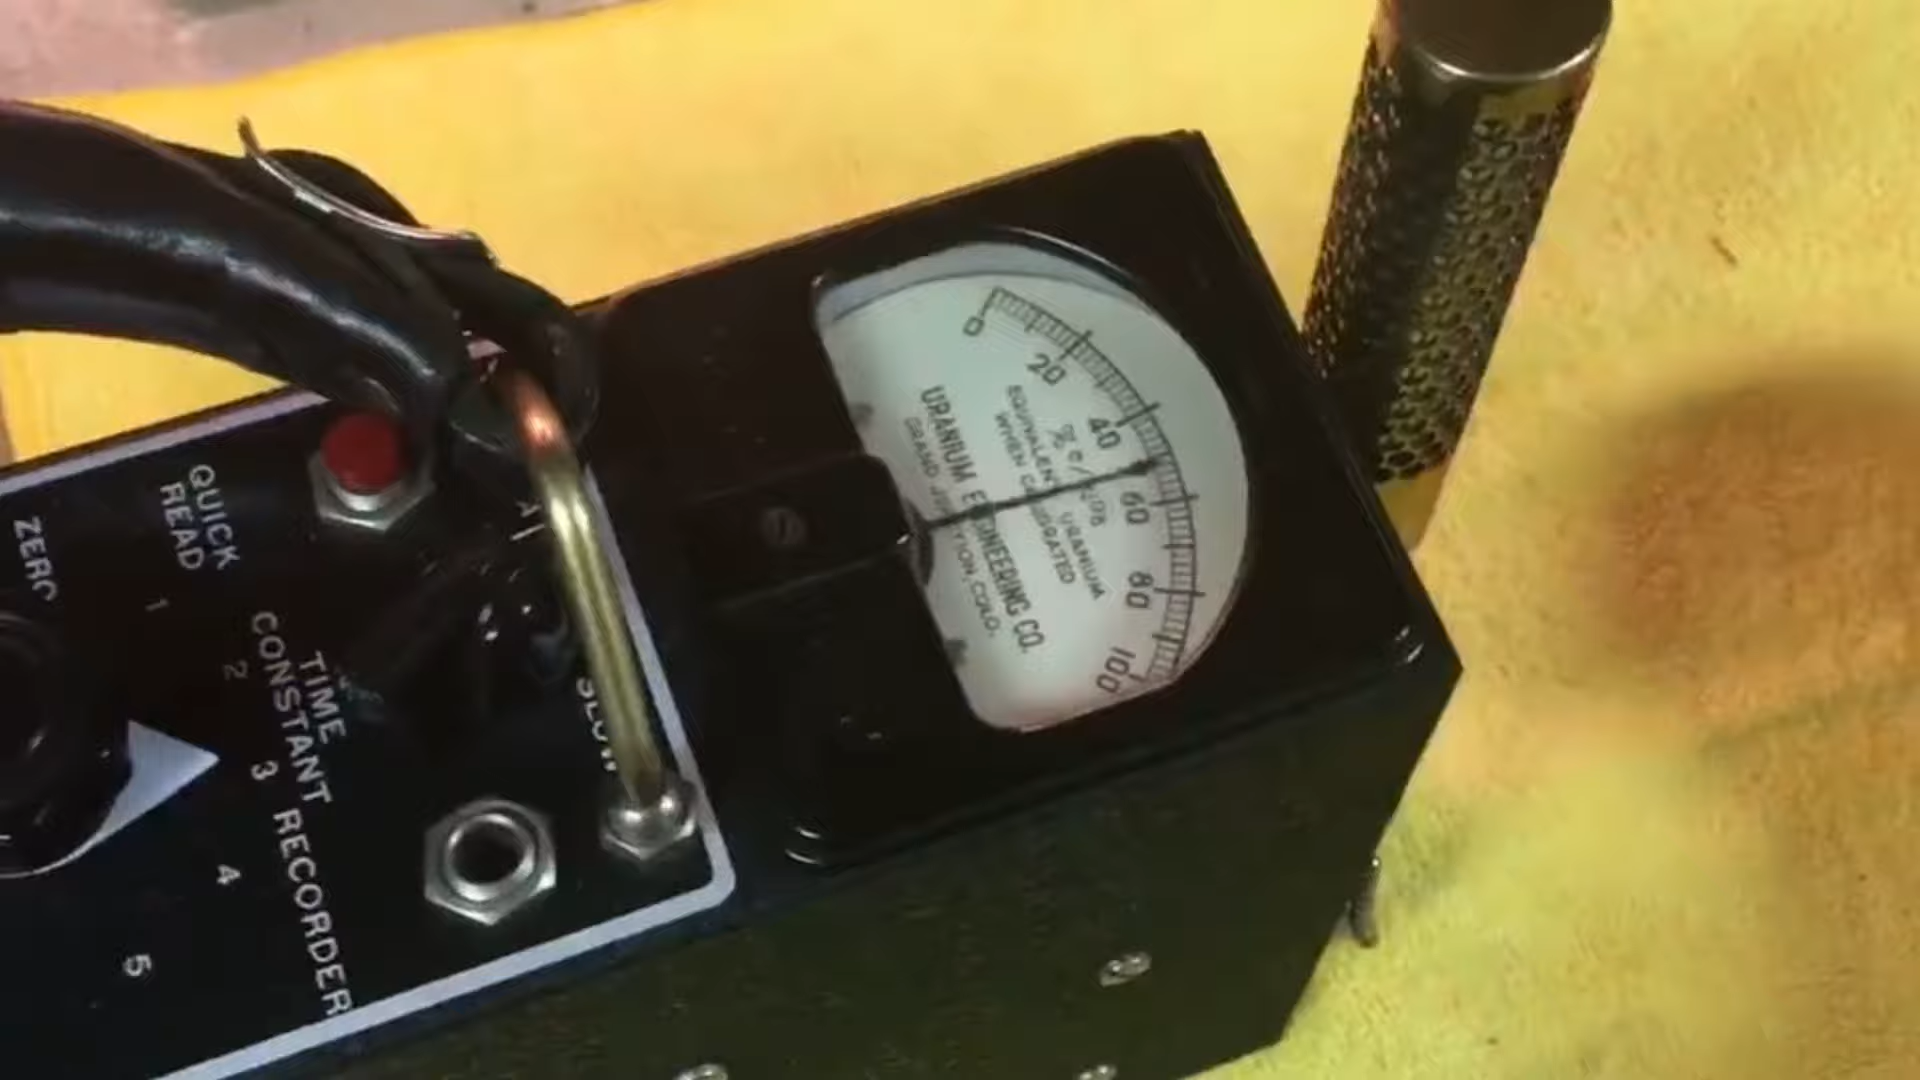 ZERO
QUICK
READ
TIME
CONSTANT
RECORDER
SLOW
1
2
3
4
5
0
20
40
60
80
100
% e/
EQUIVALENT URANIUM
WHEN CALIBRATED
URANIUM ENGINEERING CO.
GRAND JUNCTION, COLO.